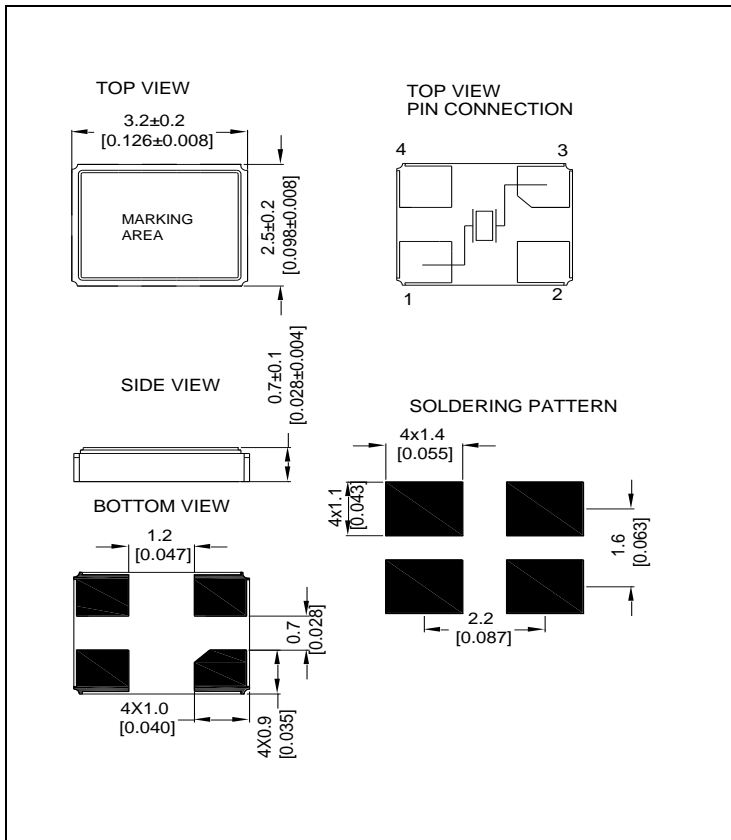 TOP VIEW
3.2±0.2
[0.126±0.008]
MARKING
AREA
2.5±0.2
[0.098±0.008]
TOP VIEW
PIN CONNECTION
4
3
1
2
SIDE VIEW
0.7±0.1
[0.028±0.004]
SOLDERING PATTERN
4x1.4
[0.055]
4x1.1
[0.043]
1.6
[0.063]
2.2
[0.087]
BOTTOM VIEW
1.2
[0.047]
0.7
[0.028]
4X1.0
[0.040]
4X0.9
[0.035]